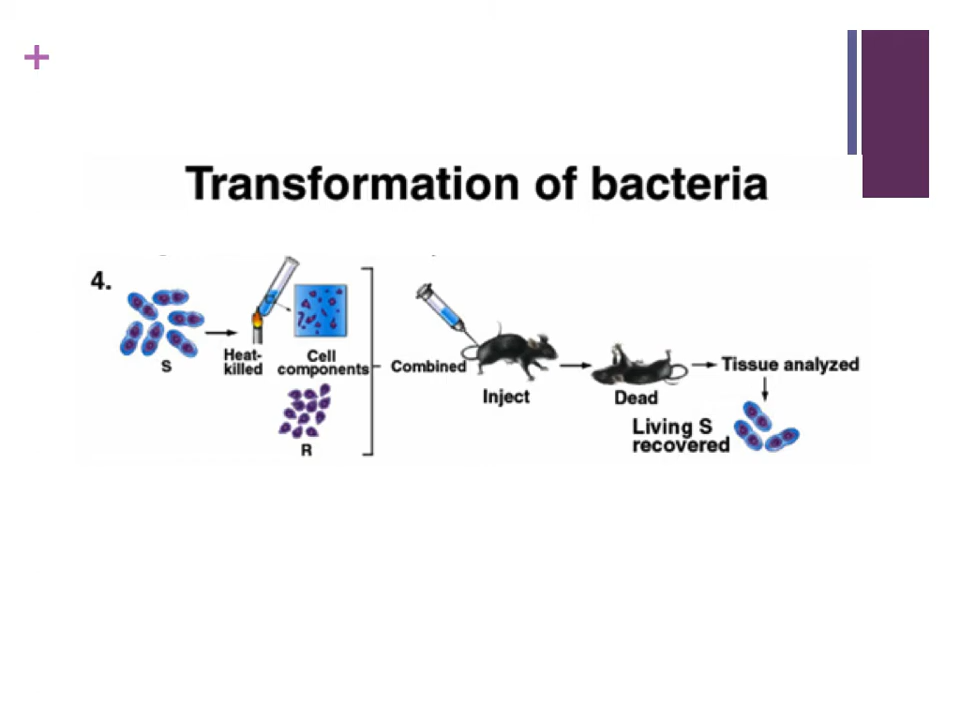 +
Transformation of bacteria
4.
S
Heat-
killed
Cell
components
R
Combined
Inject
Dead
Tissue analyzed
Living S
recovered